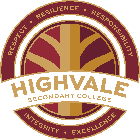 RESPECT • RESILIENCE • RESPONSIBILITY
HIGHVALE
SECONDARY COLLEGE
INTEGRITY • EXCELLENCE